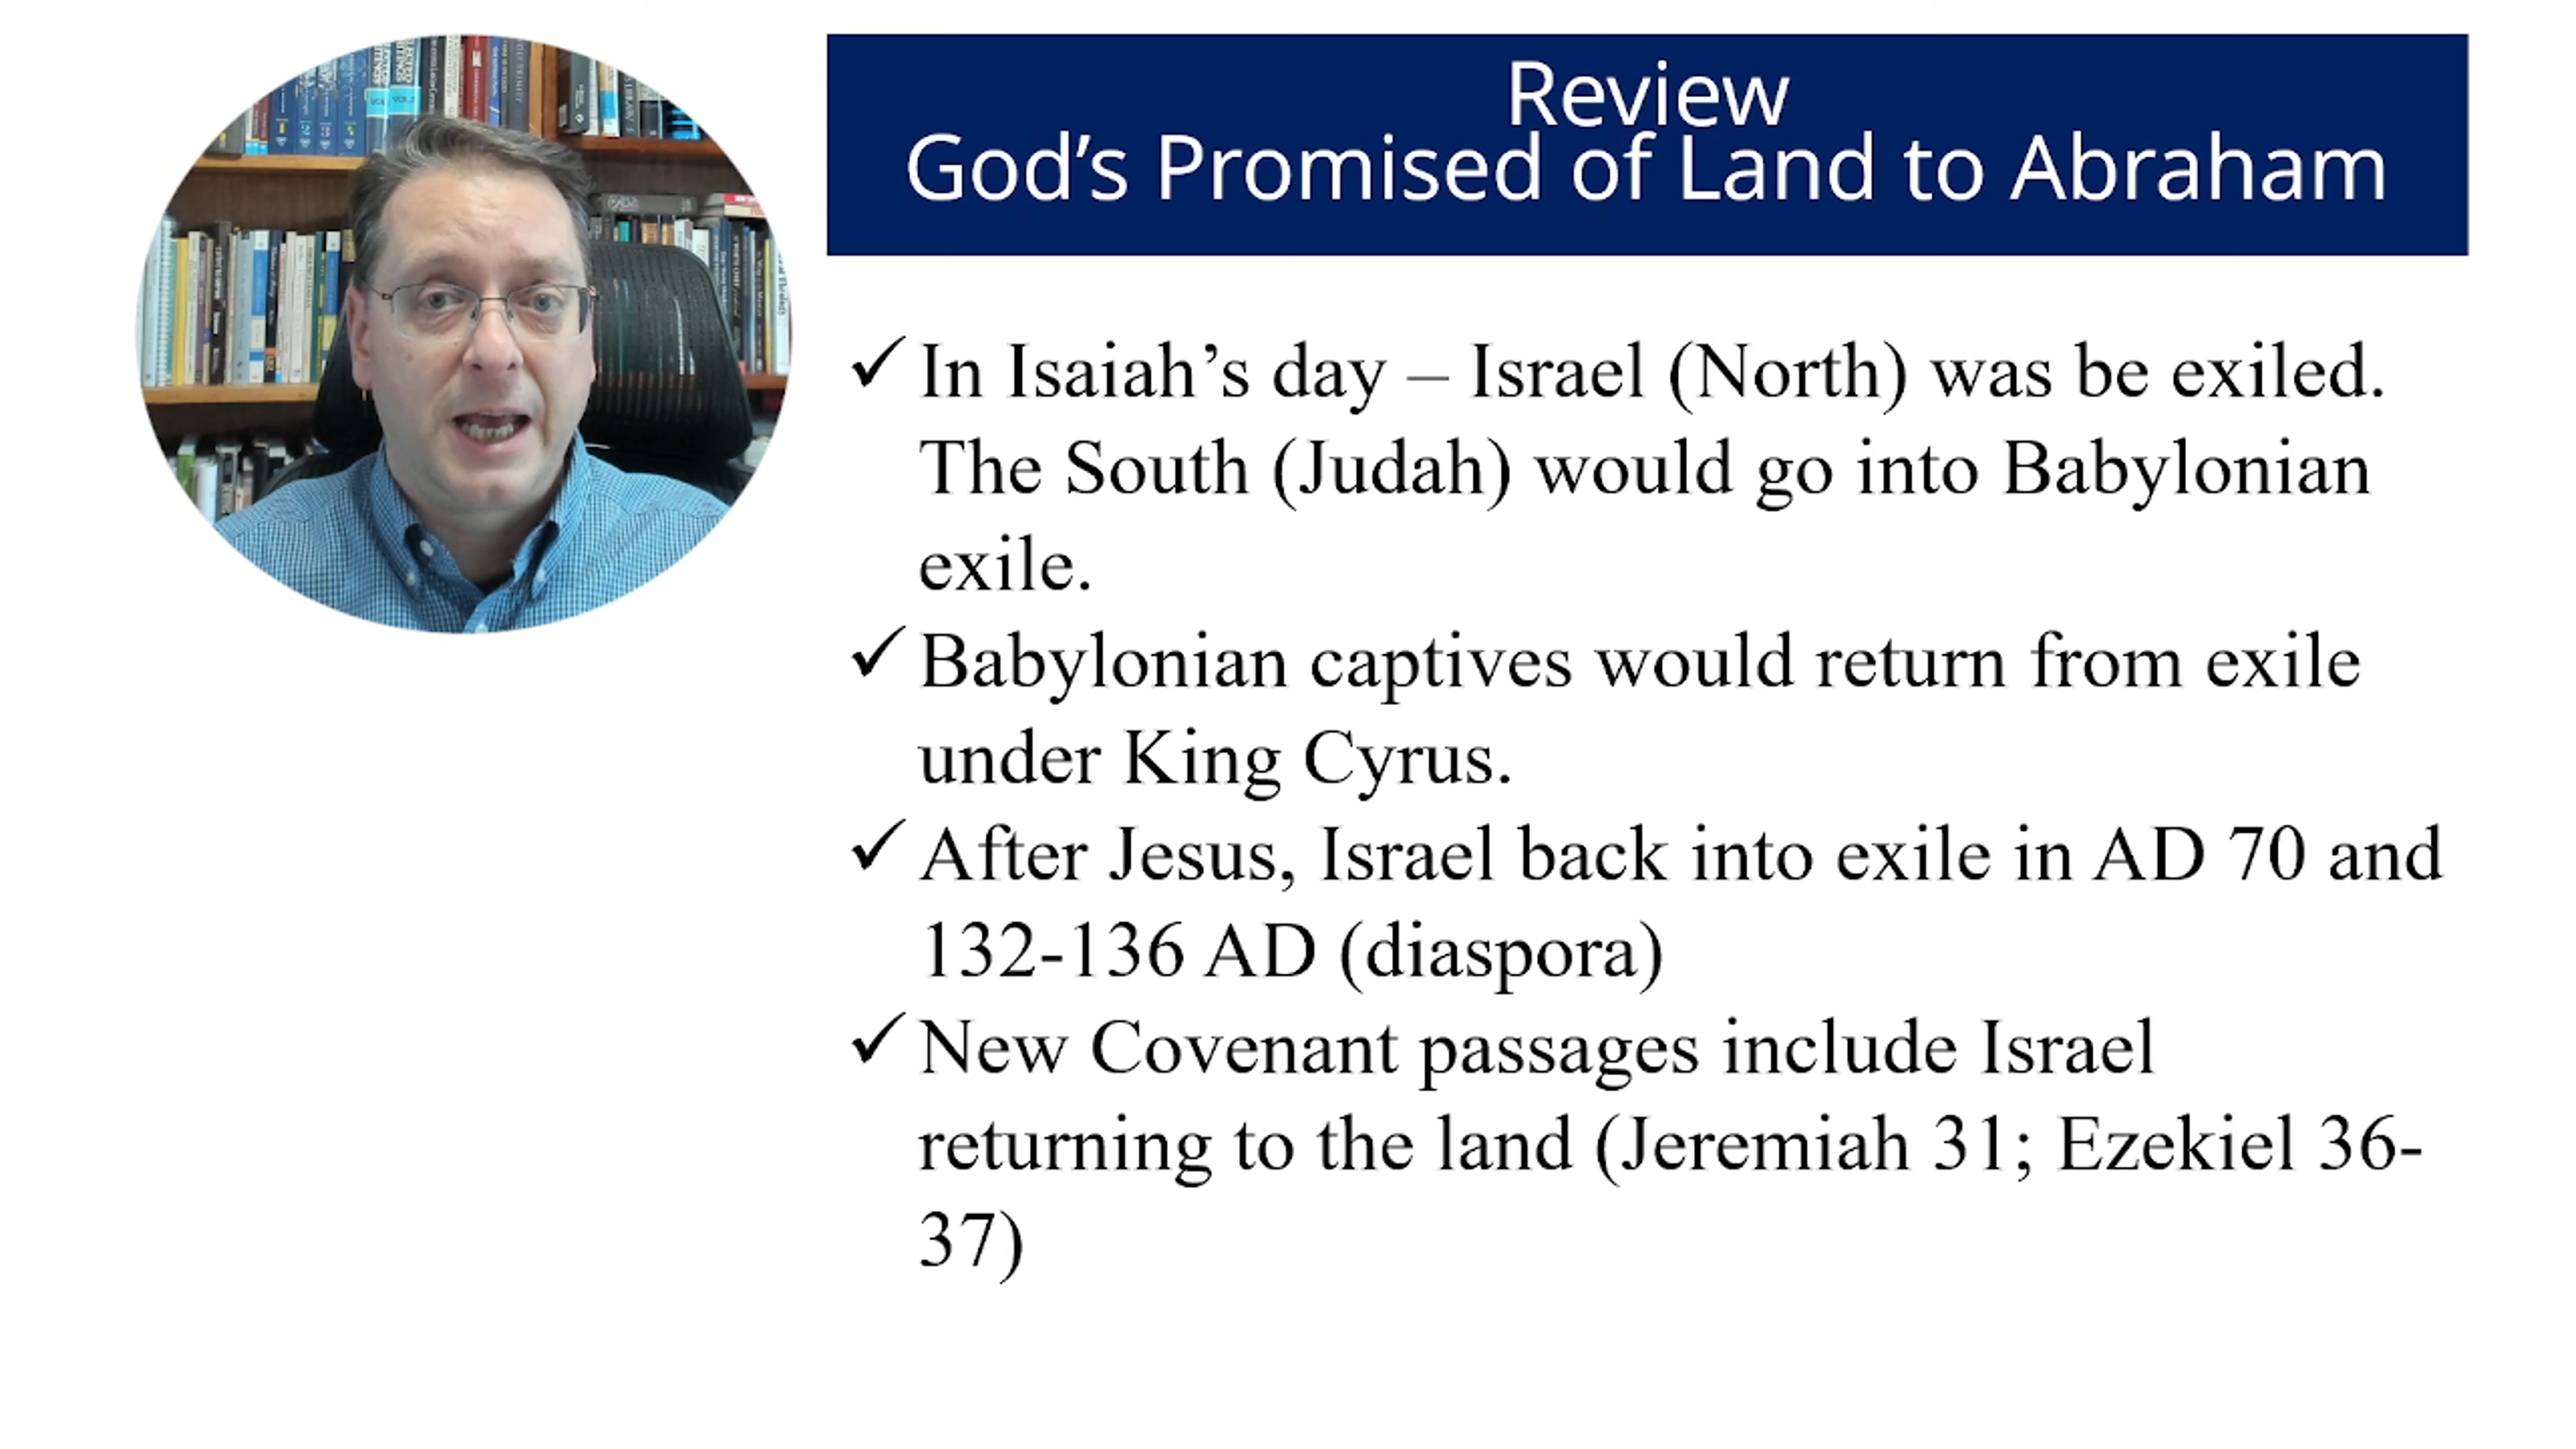 Review
God’s Promised of Land to Abraham
✓ In Isaiah’s day – Israel (North) was be exiled.
The South (Judah) would go into Babylonian
exile.
✓ Babylonian captives would return from exile
under King Cyrus.
✓ After Jesus, Israel back into exile in AD 70 and
132-136 AD (diaspora)
✓ New Covenant passages include Israel
returning to the land (Jeremiah 31; Ezekiel 36-
37)